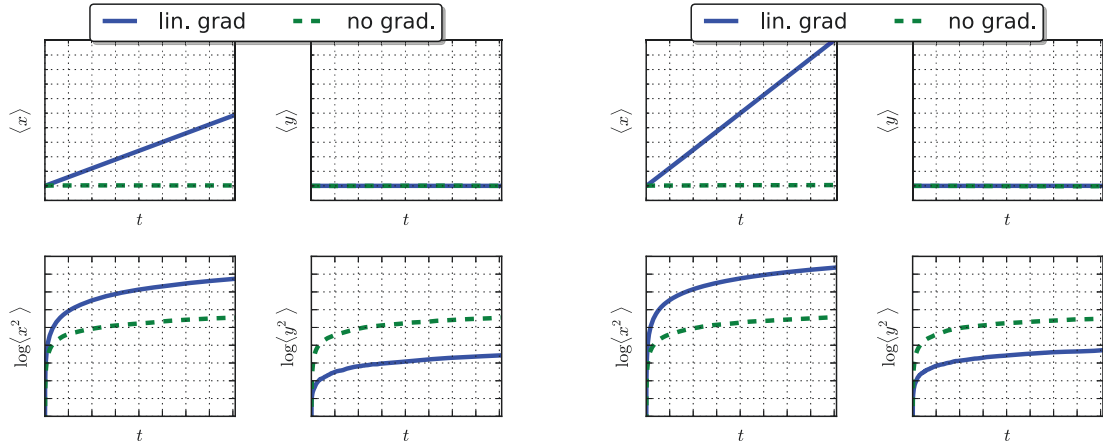 lin. grad no grad. lin. grad no grad.
⟨x⟩ ⟨y⟩ ⟨x⟩ ⟨y⟩
t t t t
log⟨x² ⟩ log⟨y² ⟩ log⟨x² ⟩ log⟨y² ⟩
t t t t